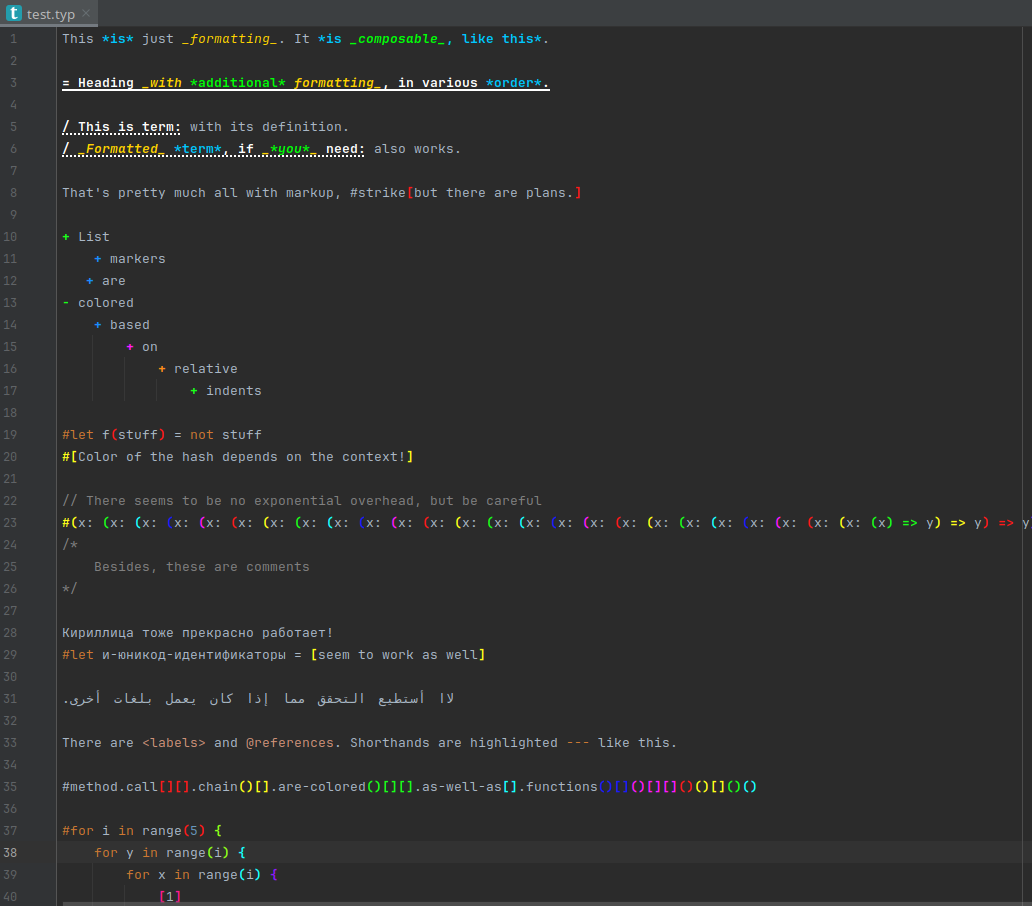 test.typ
1 This *is* just _formatting_. It *is _composable_, like this*.
2
3 = Heading _with *additional* formatting_, in various *order*.
4
5 / This is term: with its definition.
6 / _Formatted_ *term*, if _*you*_ need: also works.
7
8 That's pretty much all with markup, #strike[but there are plans.]
9
10 + List
11     + markers
12    + are
13 - colored
14     + based
15         + on
16             + relative
17                 + indents
18
19 #let f(stuff) = not stuff
20 #[Color of the hash depends on the context!]
21
22 // There seems to be no exponential overhead, but be careful
23 #(x: (x: (x: (x: (x: (x: (x: (x: (x: (x: (x: (x: (x: (x: (x: (x: (x: (x: (x: (x: (x: (x: (x: (x: (x: (x) => y) => y) => y
24 /*
25     Besides, these are comments
26 */
27
28 Кириллица тоже прекрасно работает!
29 #let и-юникод-идентификаторы = [seem to work as well]
30
31 لاا أستطيع التحقق مما إذا كان يعمل بلغات أخرى.
32
33 There are <labels> and @references. Shorthands are highlighted --- like this.
34
35 #method.call[][].chain()[].are-colored()[][].as-well-as[].functions()[]()[][]()()[]()()
36
37 #for i in range(5) {
38     for y in range(i) {
39         for x in range(i) {
40             [1]